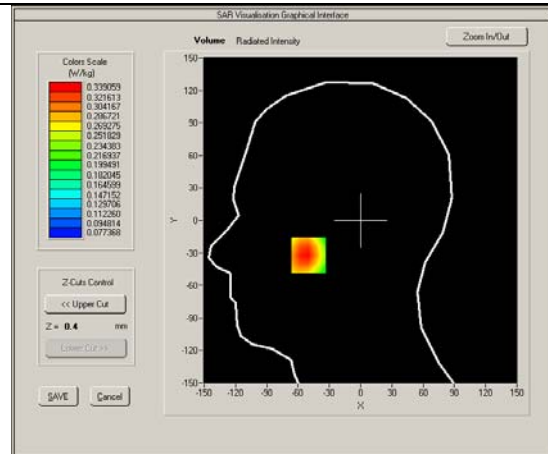 SAR Visualisation Graphical Interface
Volume Radiated Intensity
Zoom In/Out
Colors Scale
(W/kg)
0.339059
0.321613
0.304167
0.286721
0.269275
0.251829
0.234383
0.216937
0.199491
0.182045
0.164599
0.147152
0.129706
0.112260
0.094814
0.077368
Z-Cuts Control
<< Upper Cut
Z = 0.4 mm
Lower Cut >>
SAVE Cancel
150
120
90
60
30
0
-30
-60
-90
-120
-150
Y
-150 -120 -90 -60 -30 0 30 60 90 120 150
X